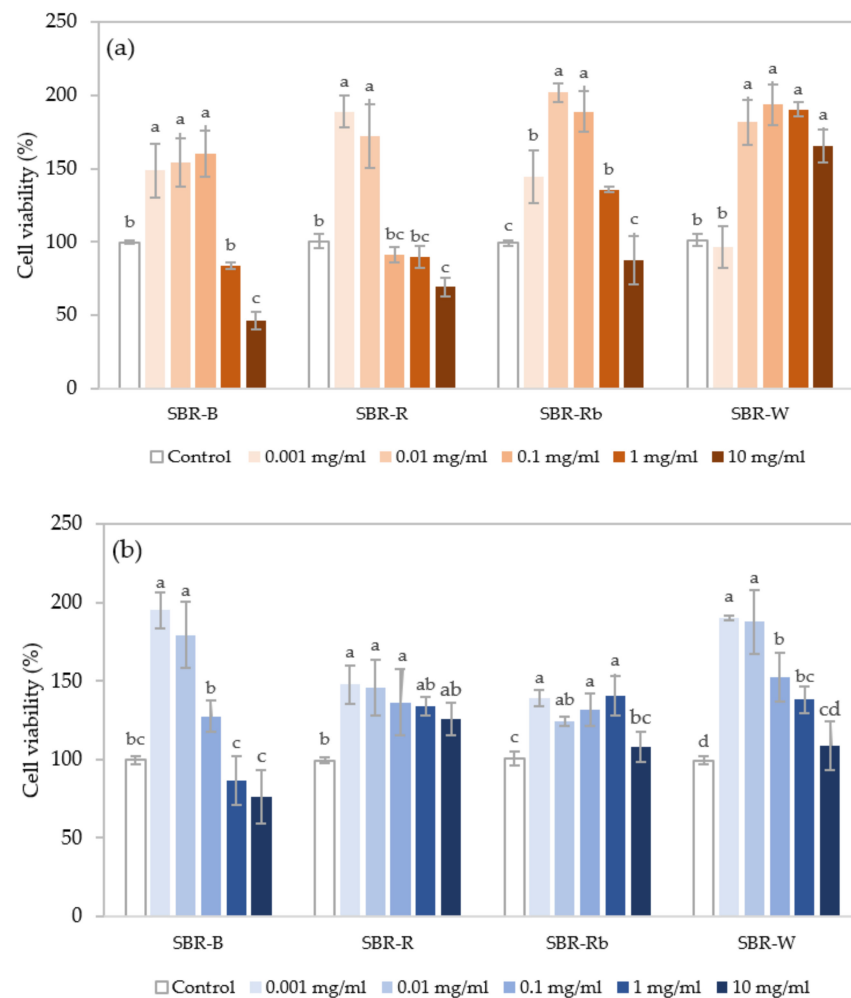 250
(a)
200
150
100
50
0
Cell viability (%)
b a a a b c
b a a bc bc c
c b a a b c
b b a a a a
SBR-B SBR-R SBR-Rb SBR-W
Control 0.001 mg/ml 0.01 mg/ml 0.1 mg/ml 1 mg/ml 10 mg/ml
250
(b)
200
150
100
50
0
Cell viability (%)
bc a a b c c
b a a a ab ab
c a ab a a bc
d a a b bc cd
SBR-B SBR-R SBR-Rb SBR-W
Control 0.001 mg/ml 0.01 mg/ml 0.1 mg/ml 1 mg/ml 10 mg/ml